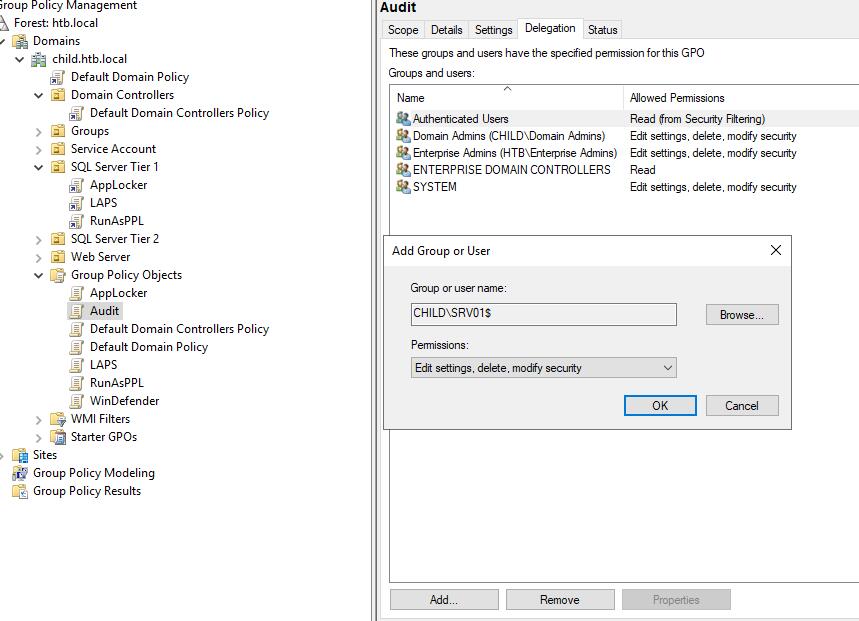 Group Policy Management
Forest: htb.local
Domains
child.htb.local
Default Domain Policy
Domain Controllers
Default Domain Controllers Policy
Groups
Service Account
SQL Server Tier 1
AppLocker
LAPS
RunAsPPL
SQL Server Tier 2
Web Server
Group Policy Objects
AppLocker
Audit
Default Domain Controllers Policy
Default Domain Policy
LAPS
RunAsPPL
WinDefender
WMI Filters
Starter GPOs
Sites
Group Policy Modeling
Group Policy Results
Audit
Scope Details Settings Delegation Status
These groups and users have the specified permission for this GPO
Groups and users:
Name Allowed Permissions
Authenticated Users Read (from Security Filtering)
Domain Admins (CHILD\Domain Admins) Edit settings, delete, modify security
Enterprise Admins (HTB\Enterprise Admins) Edit settings, delete, modify security
ENTERPRISE DOMAIN CONTROLLERS Read
SYSTEM Edit settings, delete, modify security
Add Group or User
Group or user name:
CHILD\SRV01$ Browse...
Permissions:
Edit settings, delete, modify security
OK Cancel
Add... Remove Properties